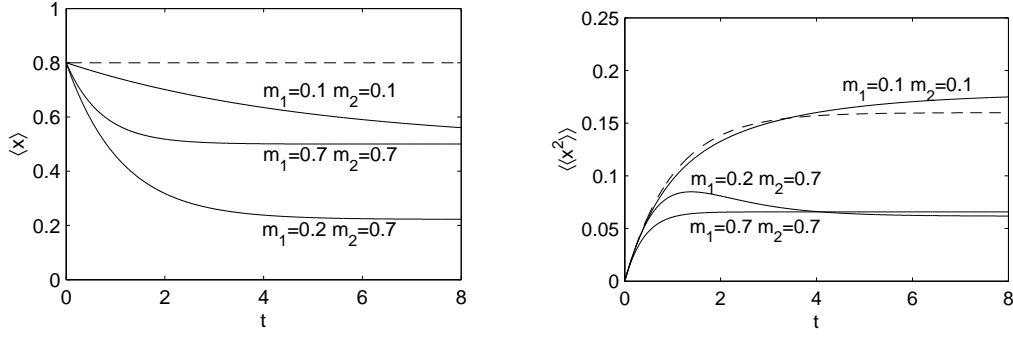 1
0.8
0.6
0.4
0.2
0
⟨x⟩
m₁=0.1 m₂=0.1
m₁=0.7 m₂=0.7
m₁=0.2 m₂=0.7
0 2 4 6 8
t
0.25
0.2
0.15
0.1
0.05
0
⟨⟨x²⟩⟩
m₁=0.1 m₂=0.1
m₁=0.2 m₂=0.7
m₁=0.7 m₂=0.7
0 2 4 6 8
t